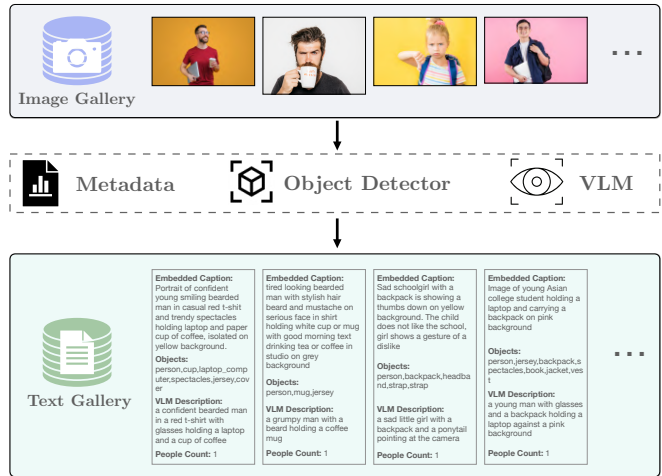 Image Gallery
Metadata
Object Detector
VLM
Text Gallery
Embedded Caption:
Portrait of confident
young smiling bearded
man in casual red t-shit
and trendy spectacles
holding laptop and paper
cup of coffee, isolated on
yellow background.
Objects:
person,cup,laptop_comp
uter,spectacles,jersey,cov
er
VLM Description:
a confident bearded man
in a red t-shirt with
glasses holding a laptop
and a cup of coffee
People Count: 1
Embedded Caption:
tired looking bearded
man with stylish hair
beard and mustache on
serious face in shirt
holding white cup or mug
with good morning text
drinking tea or coffee in
studio on grey
background
Objects:
person,mug,jersey
VLM Description:
a grumpy man with a
beard holding a coffee
mug
People Count: 1
Embedded Caption:
Sad schoolgirl with a
backpack is showing a
thumbs down on yellow
background. The child
does not like the school,
girl shows a gesture of a
dislike
Objects:
person,backpack,headba
nd,strap,strap
VLM Description:
a sad little girl with a
backpack and a ponytail
pointing at the camera
People Count: 1
Embedded Caption:
Image of young Asian
college student holding a
laptop and carrying a
backpack on pink
background
Objects:
person,jersey,backpack,s
pectacles,book,jacket,ves
t
VLM Description:
a young man with glasses
and a backpack holding a
laptop against a pink
background
People Count: 1